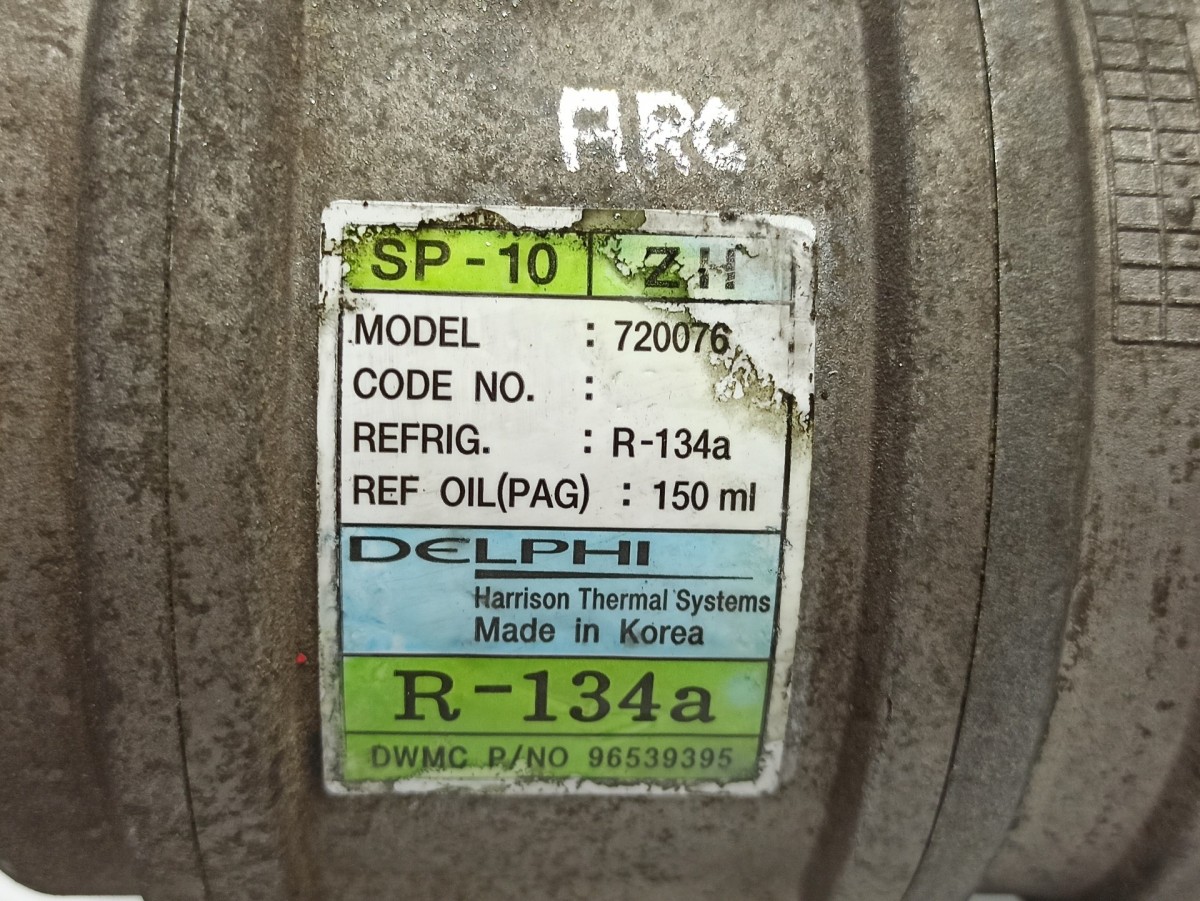 ARC
SP-10 ZH
MODEL : 720076
CODE NO. :
REFRIG. : R-134a
REF OIL(PAG) : 150 ml
DELPHI
Harrison Thermal Systems
Made in Korea
R-134a
DWMC P/NO 96539395